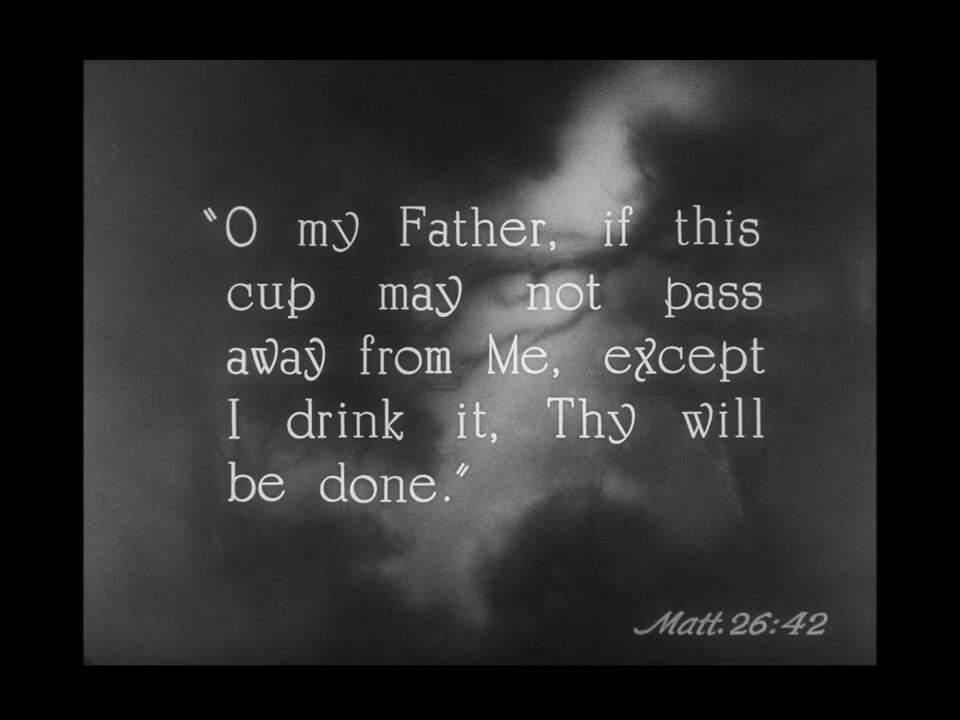 “O my Father, if this
cup may not pass
away from Me, except
I drink it, Thy will
be done.”
Matt. 26:42